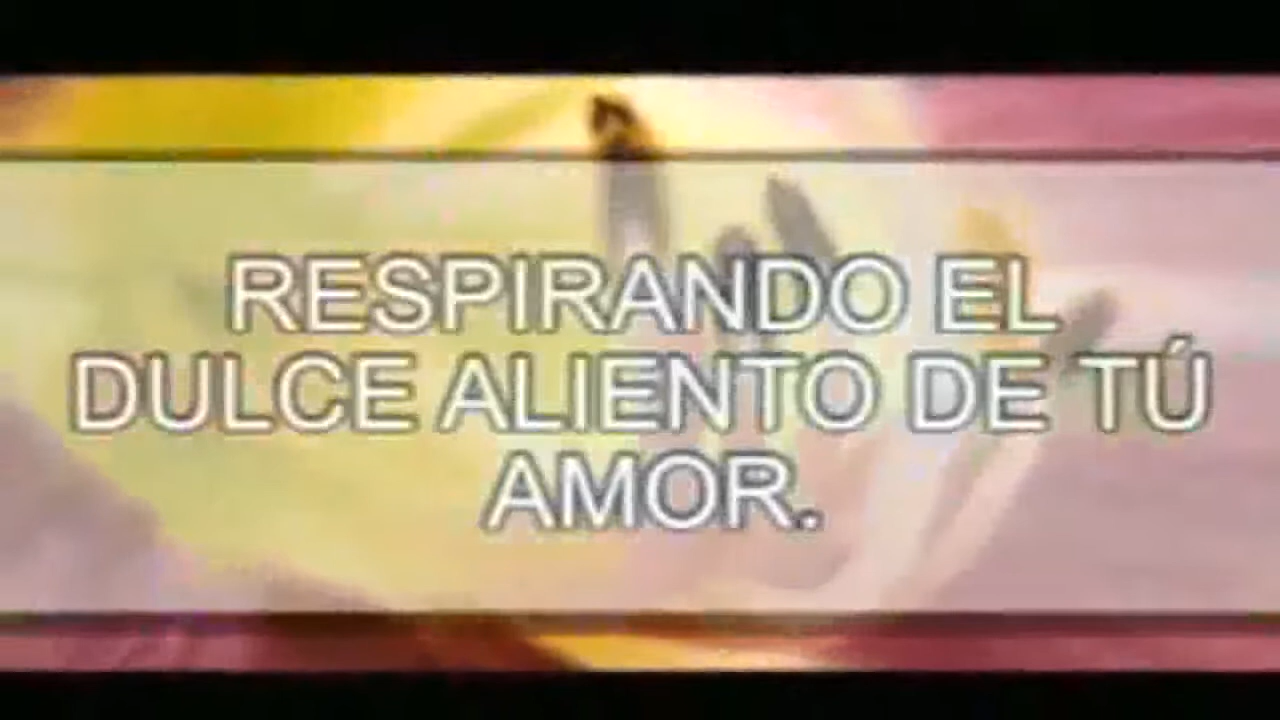 RESPIRANDO EL
DULCE ALIENTO DE TÚ
AMOR.